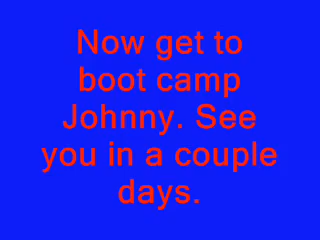 Now get to
boot camp
Johnny. See
you in a couple
days.